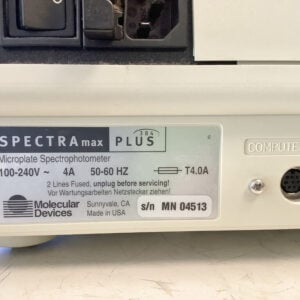 SPECTRAmax PLUS 384
Microplate Spectrophotometer
100-240V ~ 4A 50-60 HZ T4.0A
2 Lines Fused, unplug before servicing!
Vor Wartungsarbeiten Netzstecker ziehen!
Molecular Devices
Sunnyvale, CA
Made in USA
s/n MN 04513
COMPUTE